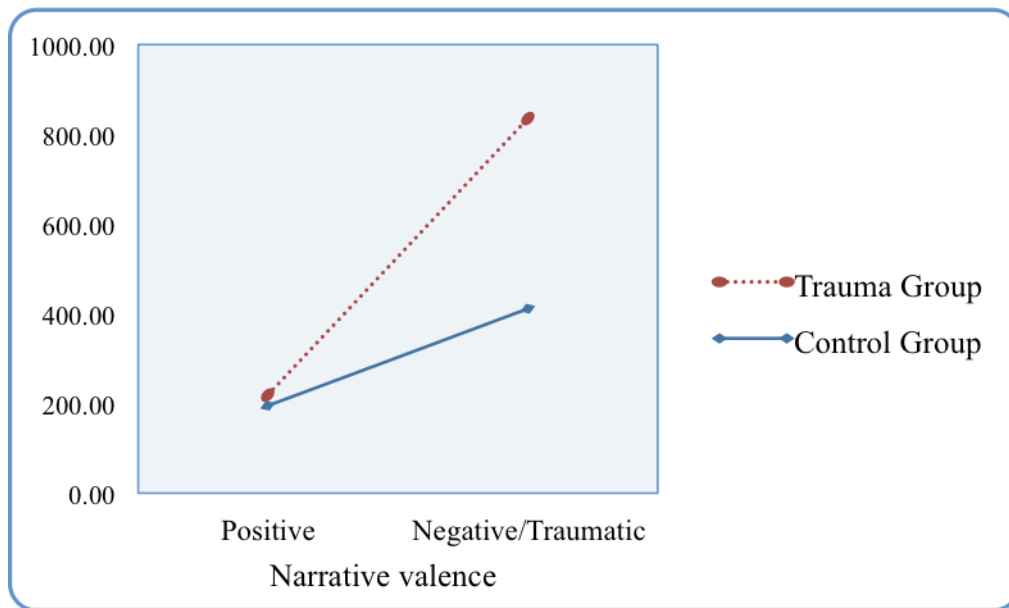 1000.00
800.00
600.00
400.00
200.00
0.00
Positive
Negative/Traumatic
Narrative valence
Trauma Group
Control Group